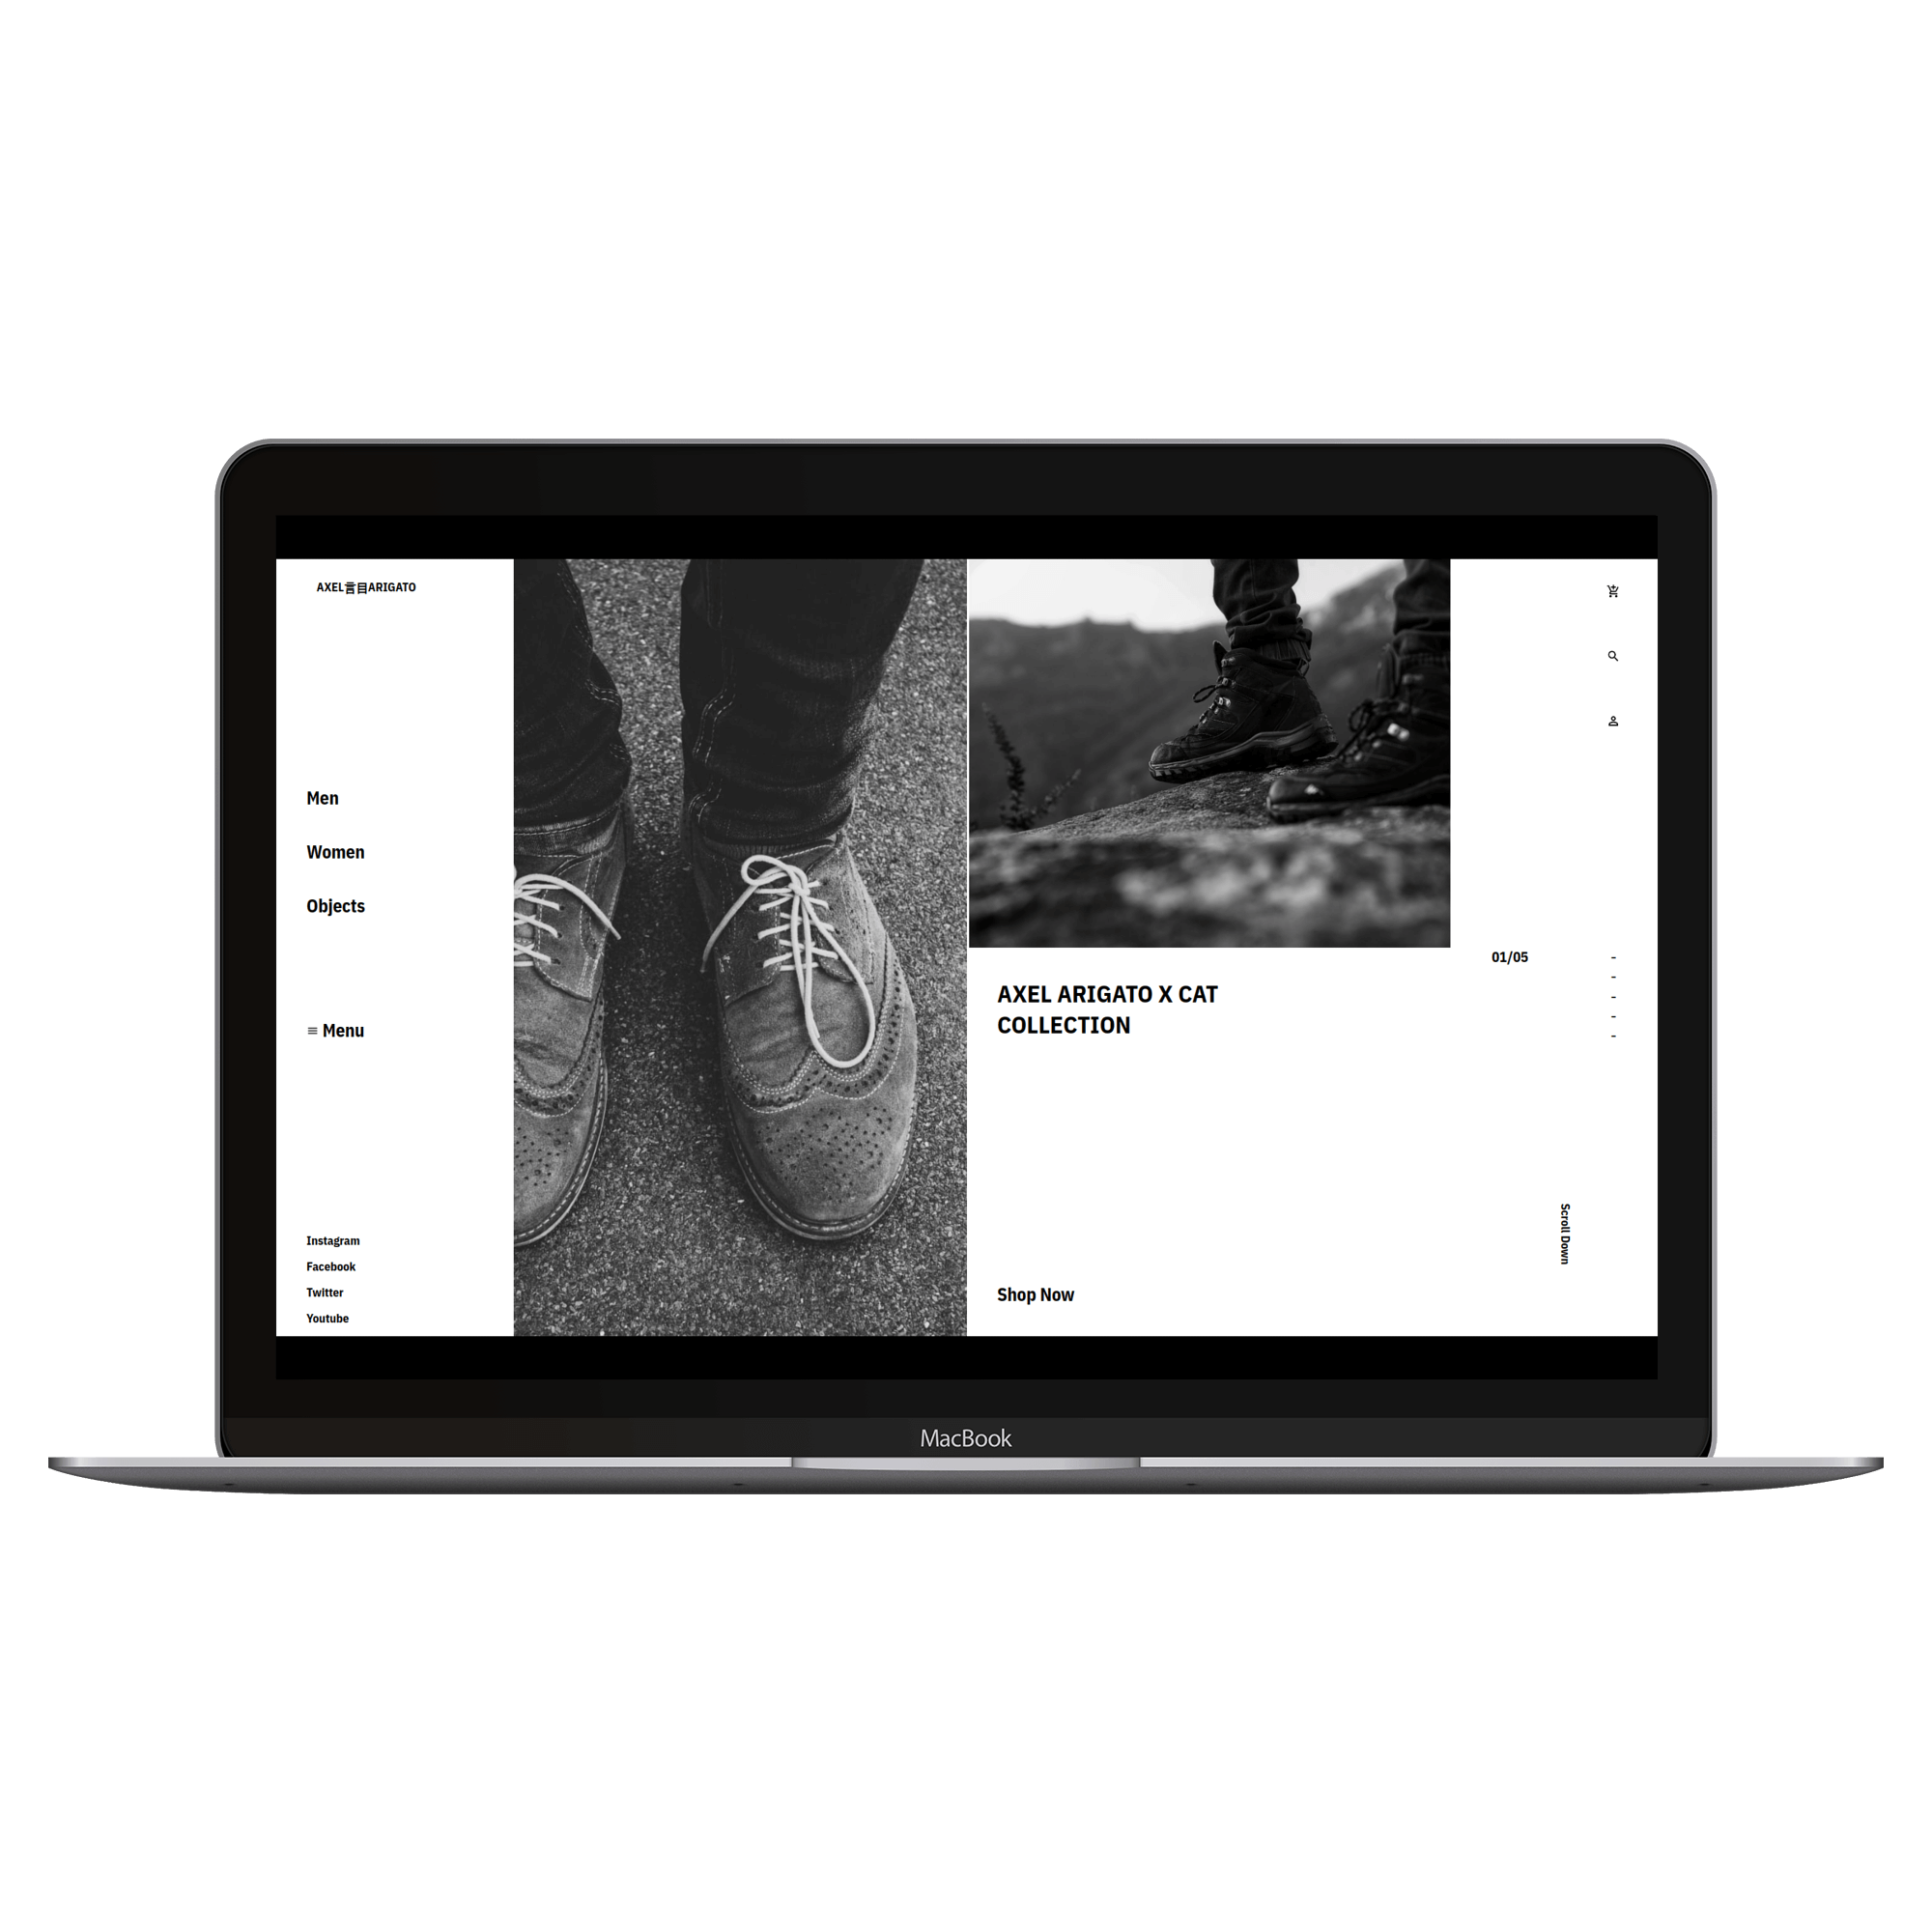 AXEL言目ARIGATO
Men
Women
Objects
≡ Menu
Instagram
Facebook
Twitter
Youtube
AXEL ARIGATO X CAT
COLLECTION
Shop Now
01/05
-
-
-
-
-
Scroll Down
MacBook